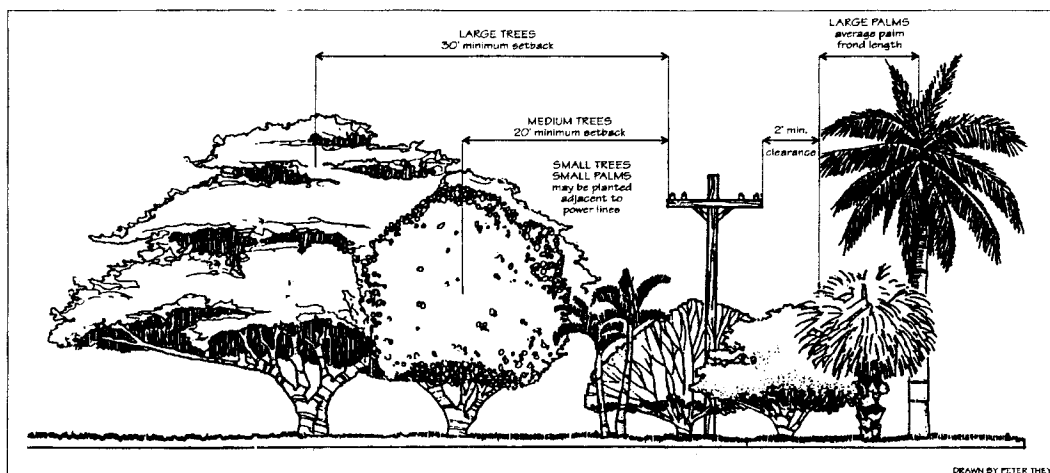 LARGE TREES
30' minimum setback
LARGE PALMS
average palm
frond length
MEDIUM TREES
20' minimum setback
2' min.
clearance
SMALL TREES
SMALL PALMS
may be planted
adjacent to
power lines
DRAWN BY PETER THEY